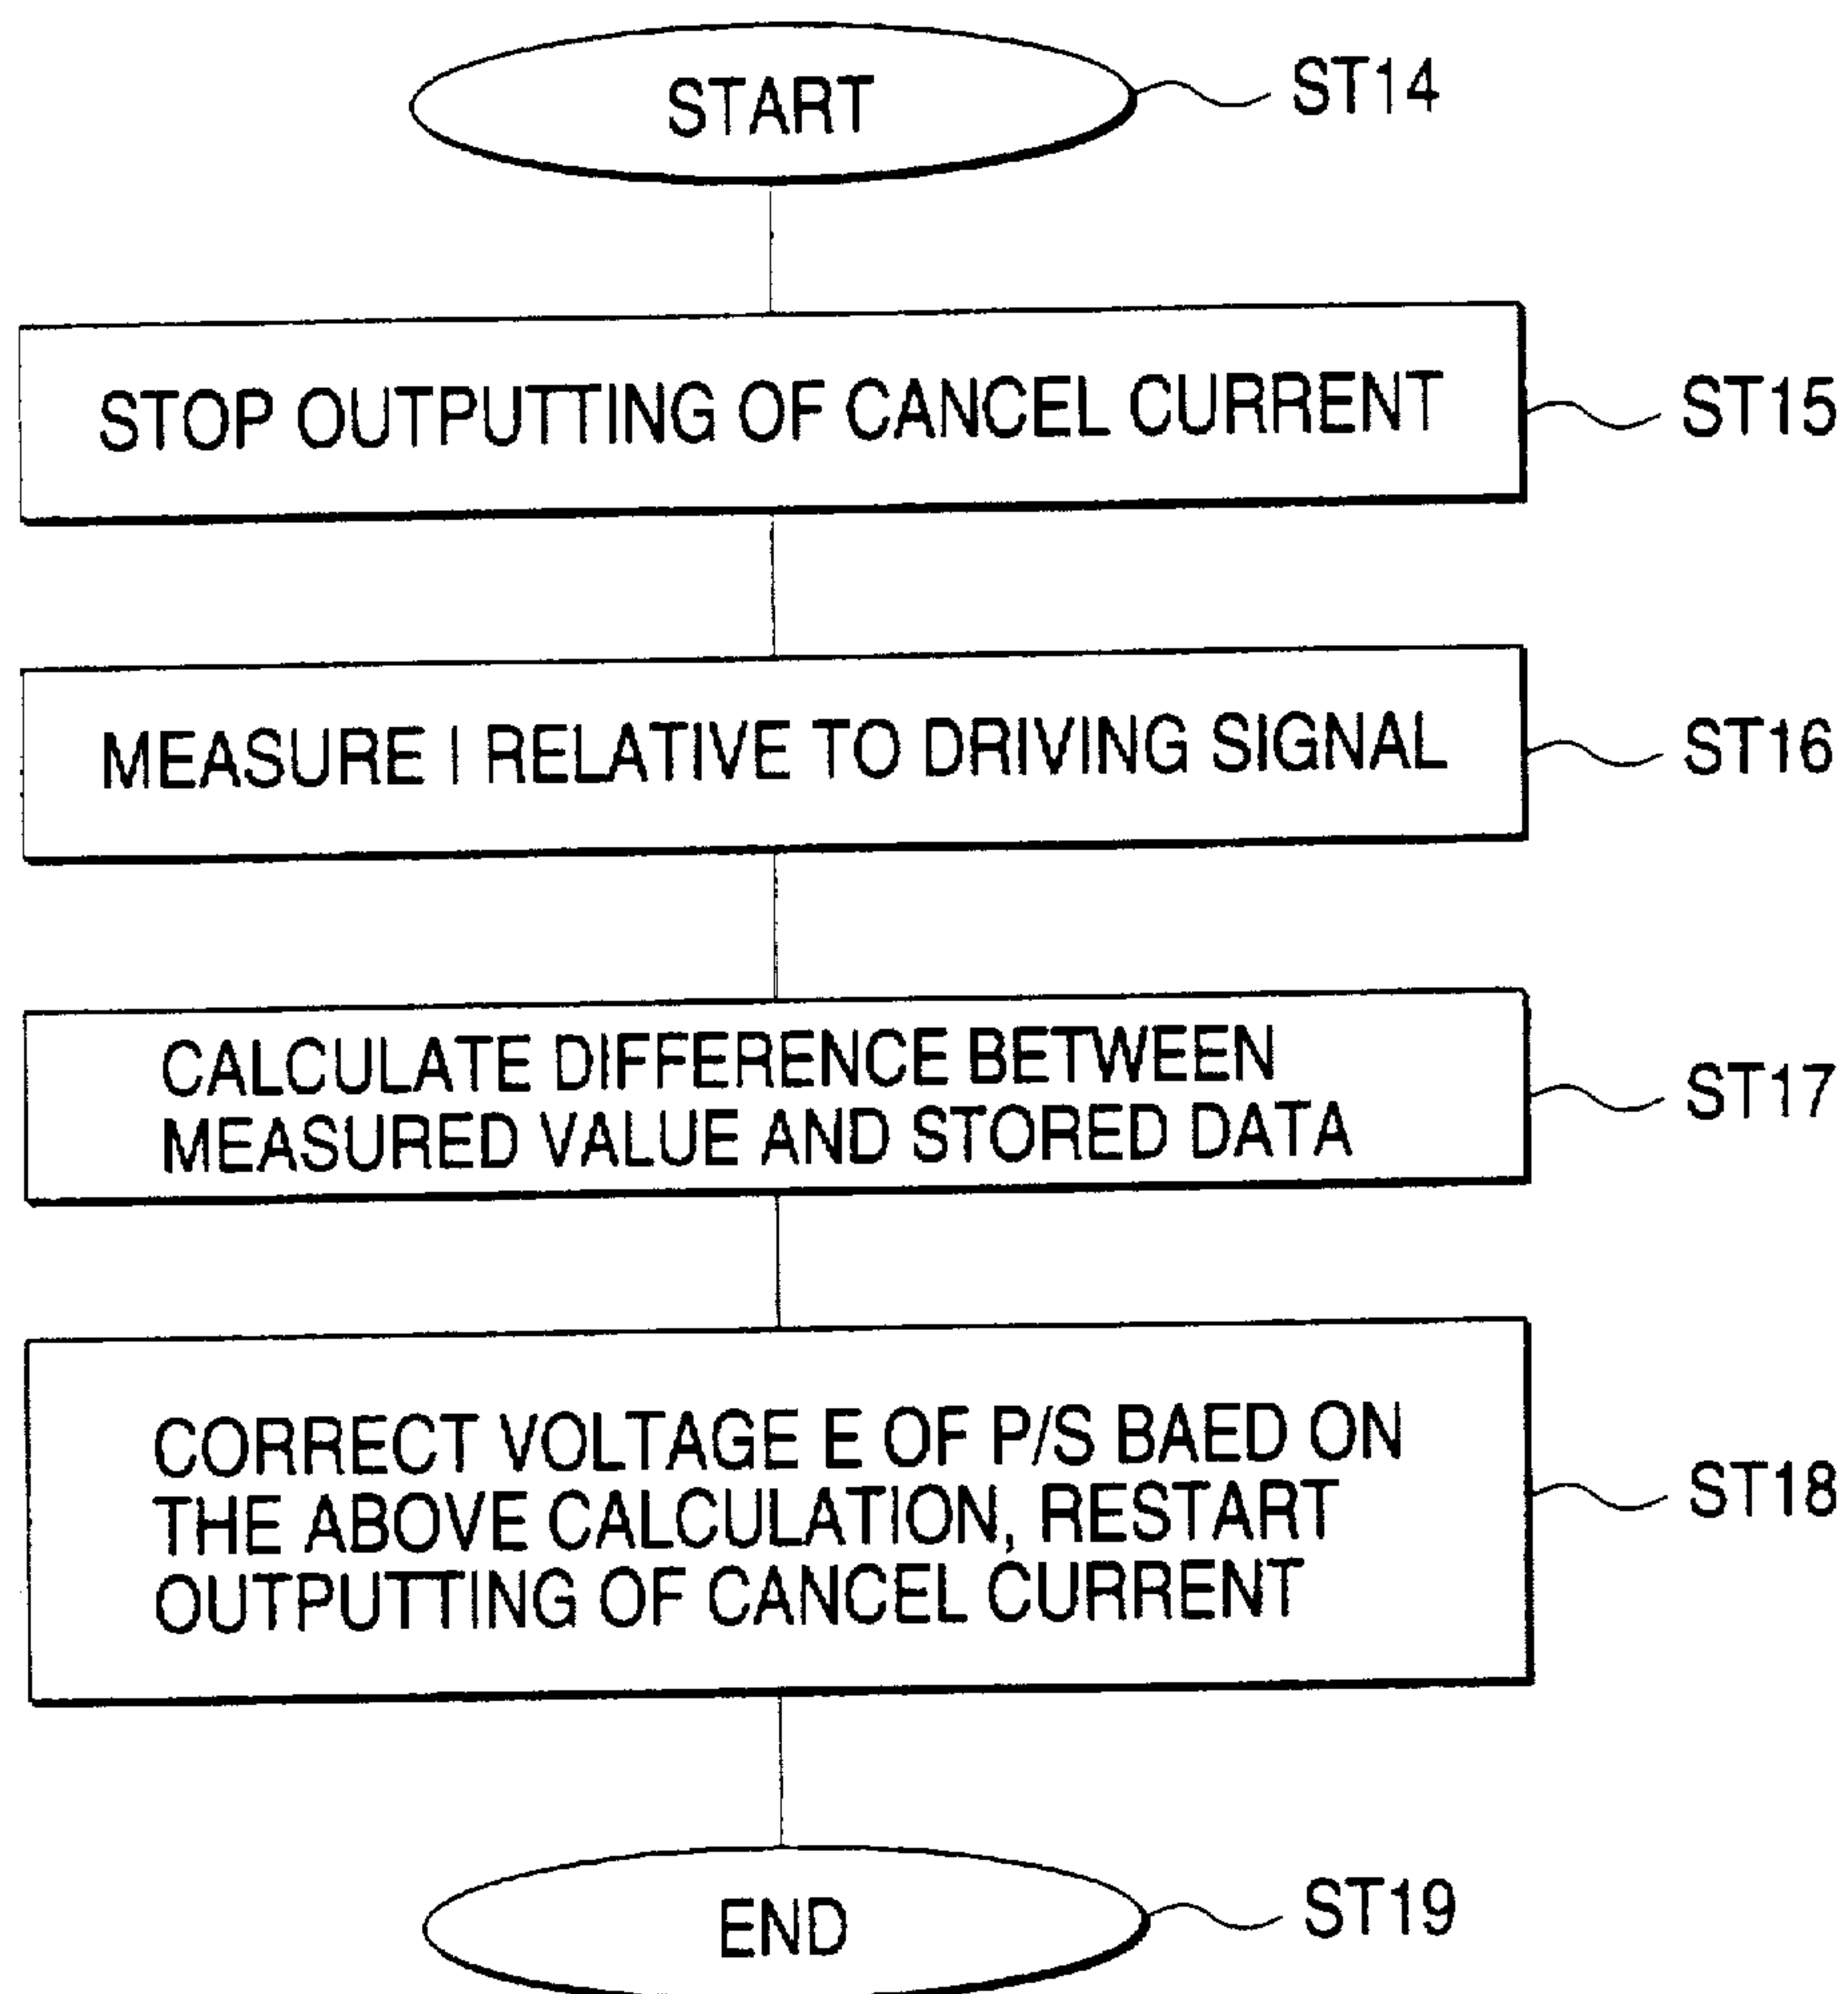 START
ST14
STOP OUTPUTTING OF CANCEL CURRENT
ST15
MEASURE I RELATIVE TO DRIVING SIGNAL
ST16
CALCULATE DIFFERENCE BETWEEN
MEASURED VALUE AND STORED DATA
ST17
CORRECT VOLTAGE E OF P/S BAED ON
THE ABOVE CALCULATION, RESTART
OUTPUTTING OF CANCEL CURRENT
ST18
END
ST19